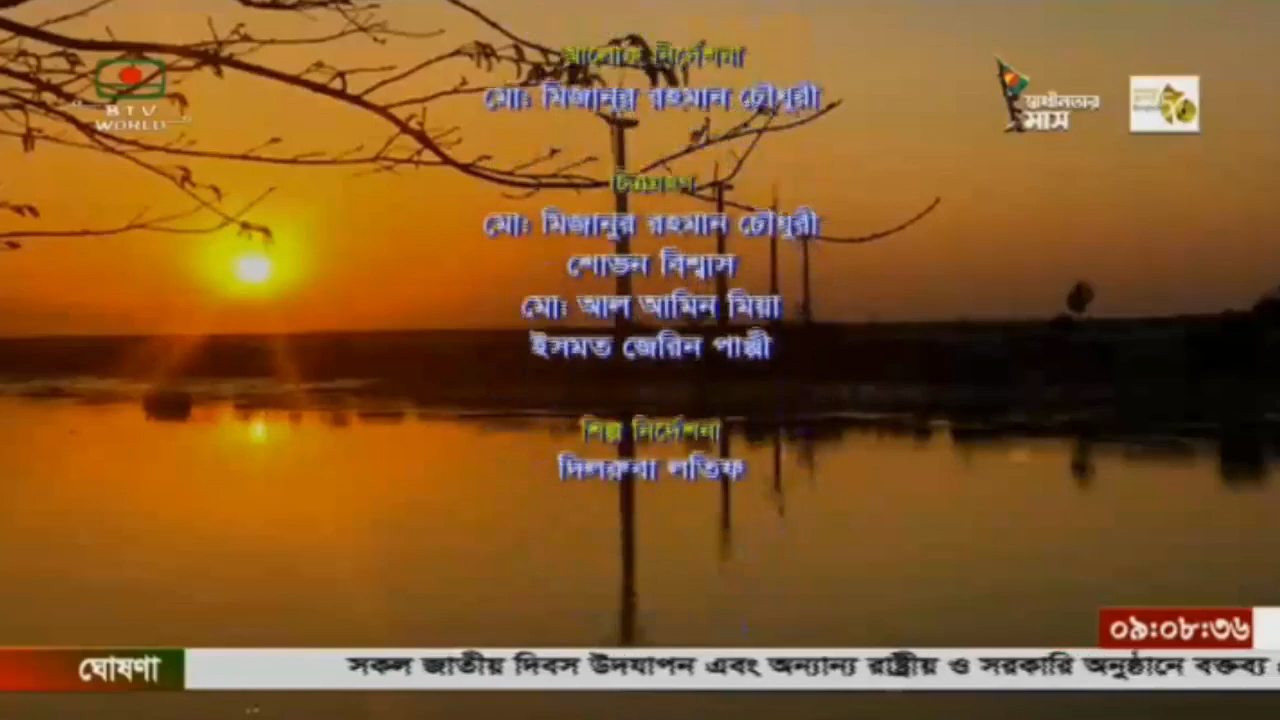 BTV
WORLD
স্বাধীনতার
মাস
আলোক নির্দেশনা
মোঃ মিজানুর রহমান চৌধুরী
চিত্রগ্রহণ
মোঃ মিজানুর রহমান চৌধুরী
শোভন বিশ্বাস
মোঃ আল আমিন মিয়া
ইসমত জেরিন পাপ্পী
শিল্প নির্দেশনা
দিলরুবা লতিফ
০৯:০৮:৩৬
ঘোষণা
সকল জাতীয় দিবস উদযাপন এবং অন্যান্য রাষ্ট্রীয় ও সরকারি অনুষ্ঠানে বক্তব্য